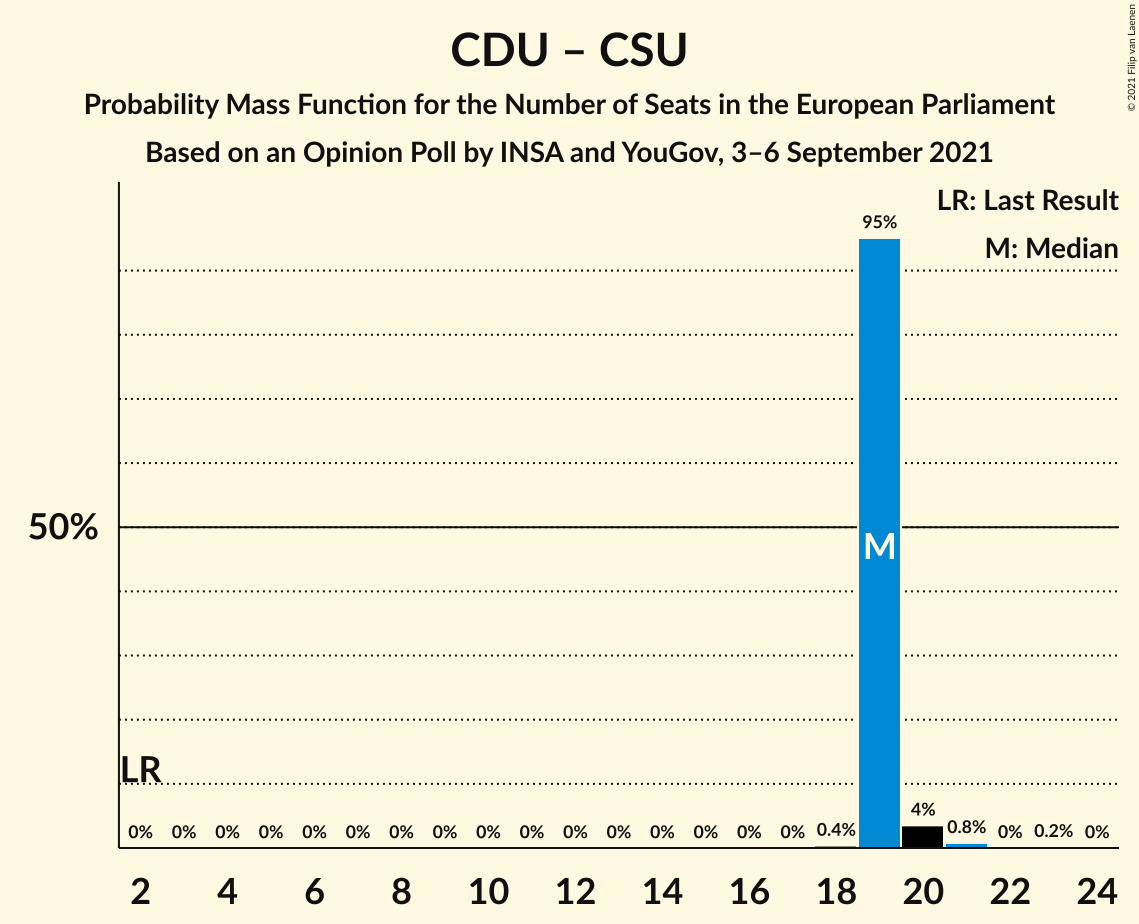 CDU – CSU
Probability Mass Function for the Number of Seats in the European Parliament
Based on an Opinion Poll by INSA and YouGov, 3–6 September 2021
© 2021 Filip van Laenen
LR: Last Result
M: Median
95%
50%
M
LR
0% 0% 0% 0% 0% 0% 0% 0% 0% 0% 0% 0% 0% 0% 0% 0% 0.4% 4% 0.8% 0% 0.2% 0%
2 4 6 8 10 12 14 16 18 20 22 24